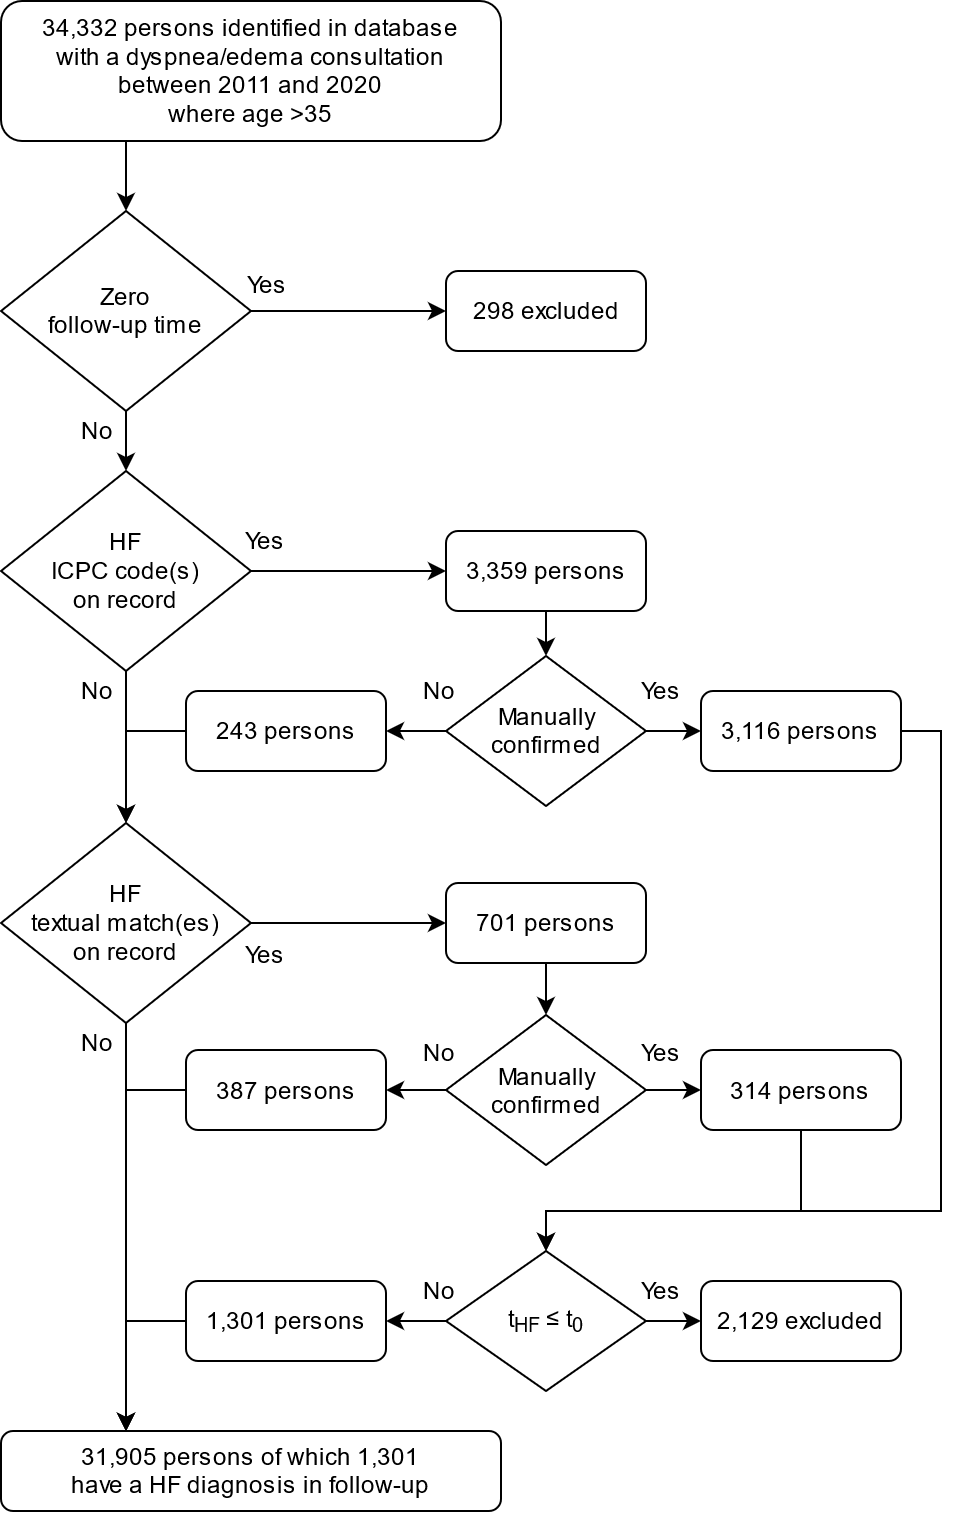 34,332 persons identified in database
with a dyspnea/edema consultation
between 2011 and 2020
where age >35
Zero
follow-up time
Yes
298 excluded
No
HF
ICPC code(s)
on record
Yes
3,359 persons
No
243 persons
No
Manually
confirmed
Yes
3,116 persons
HF
textual match(es)
on record
Yes
701 persons
No
387 persons
No
Manually
confirmed
Yes
314 persons
1,301 persons
No
tHF ≤ t0
Yes
2,129 excluded
31,905 persons of which 1,301
have a HF diagnosis in follow-up